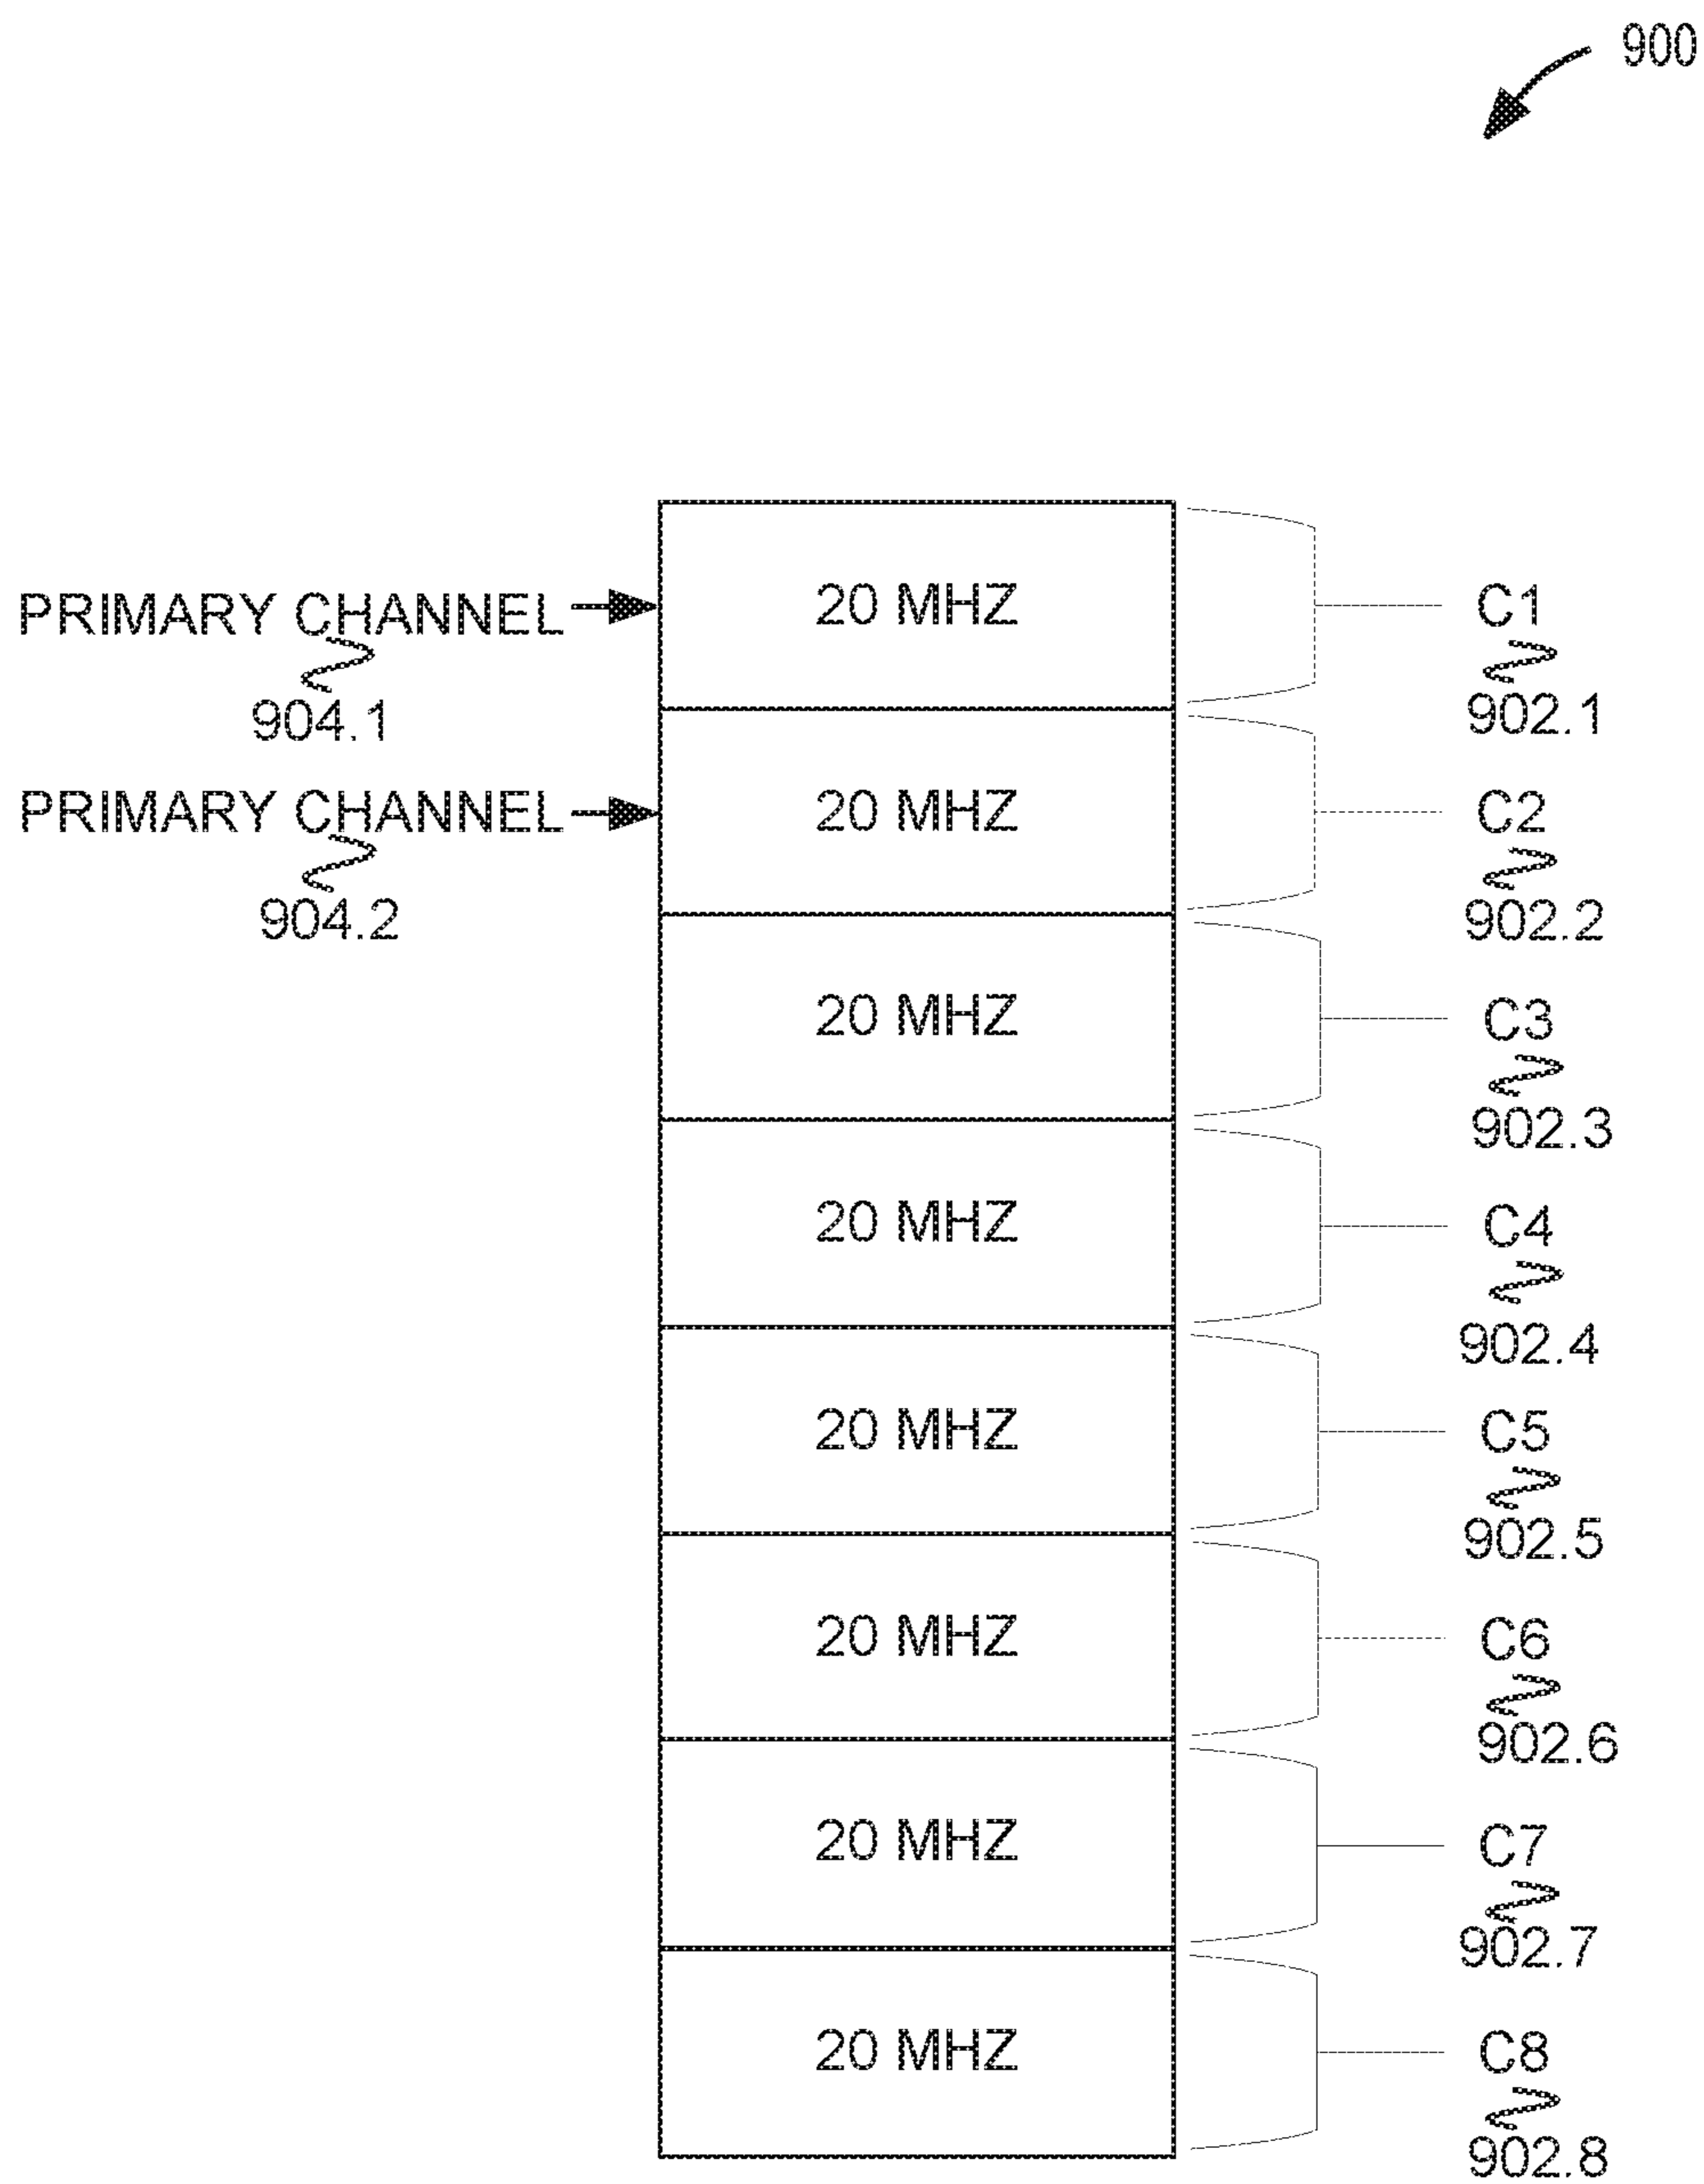 900
PRIMARY CHANNEL
904.1
20 MHZ
C1
902.1
PRIMARY CHANNEL
904.2
20 MHZ
C2
902.2
20 MHZ
C3
902.3
20 MHZ
C4
902.4
20 MHZ
C5
902.5
20 MHZ
C6
902.6
20 MHZ
C7
902.7
20 MHZ
C8
902.8